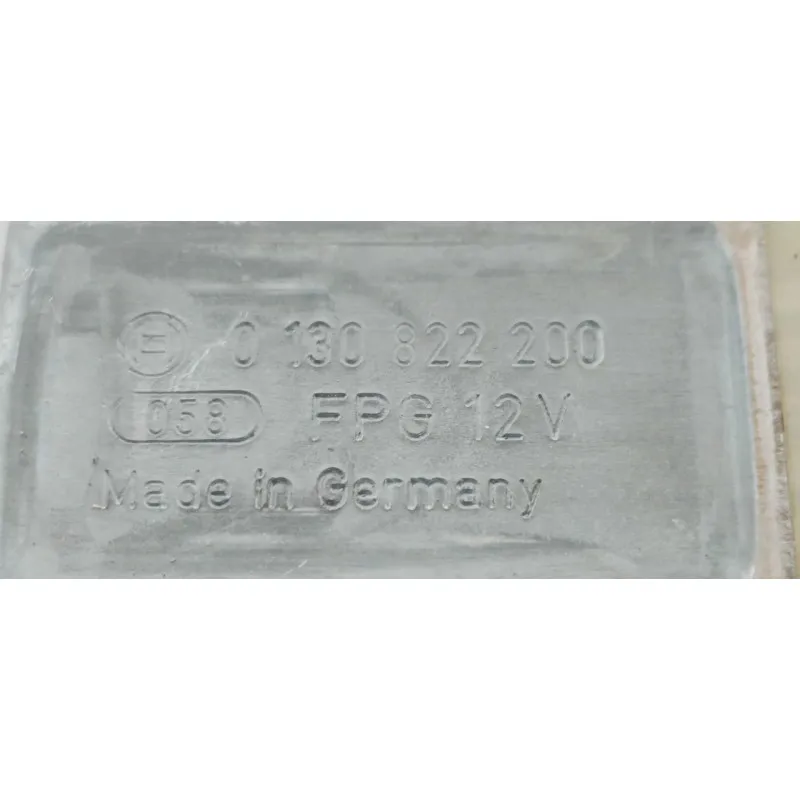 0 130 822 200
058 FPG 12V
Made in Germany